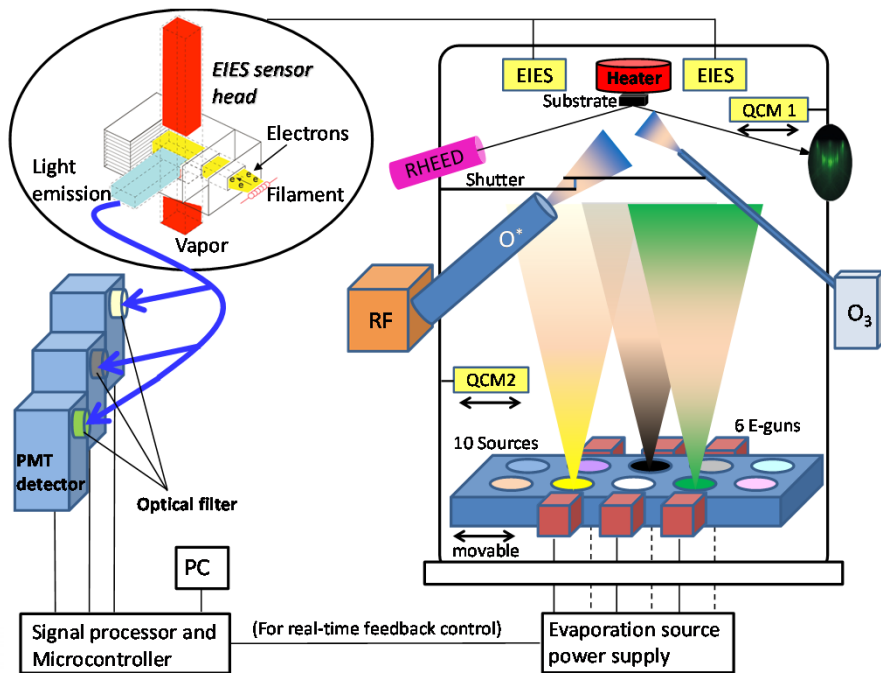 EIES sensor
head
Electrons
Light
emission
Filament
e e e e
Vapor
EIES
Heater
EIES
Substrate
QCM 1
RHEED
Shutter
O*
RF
O3
QCM2
6 E-guns
10 Sources
PMT
detector
Optical filter
movable
PC
Signal processor and
Microcontroller
(For real-time feedback control)
Evaporation source
power supply